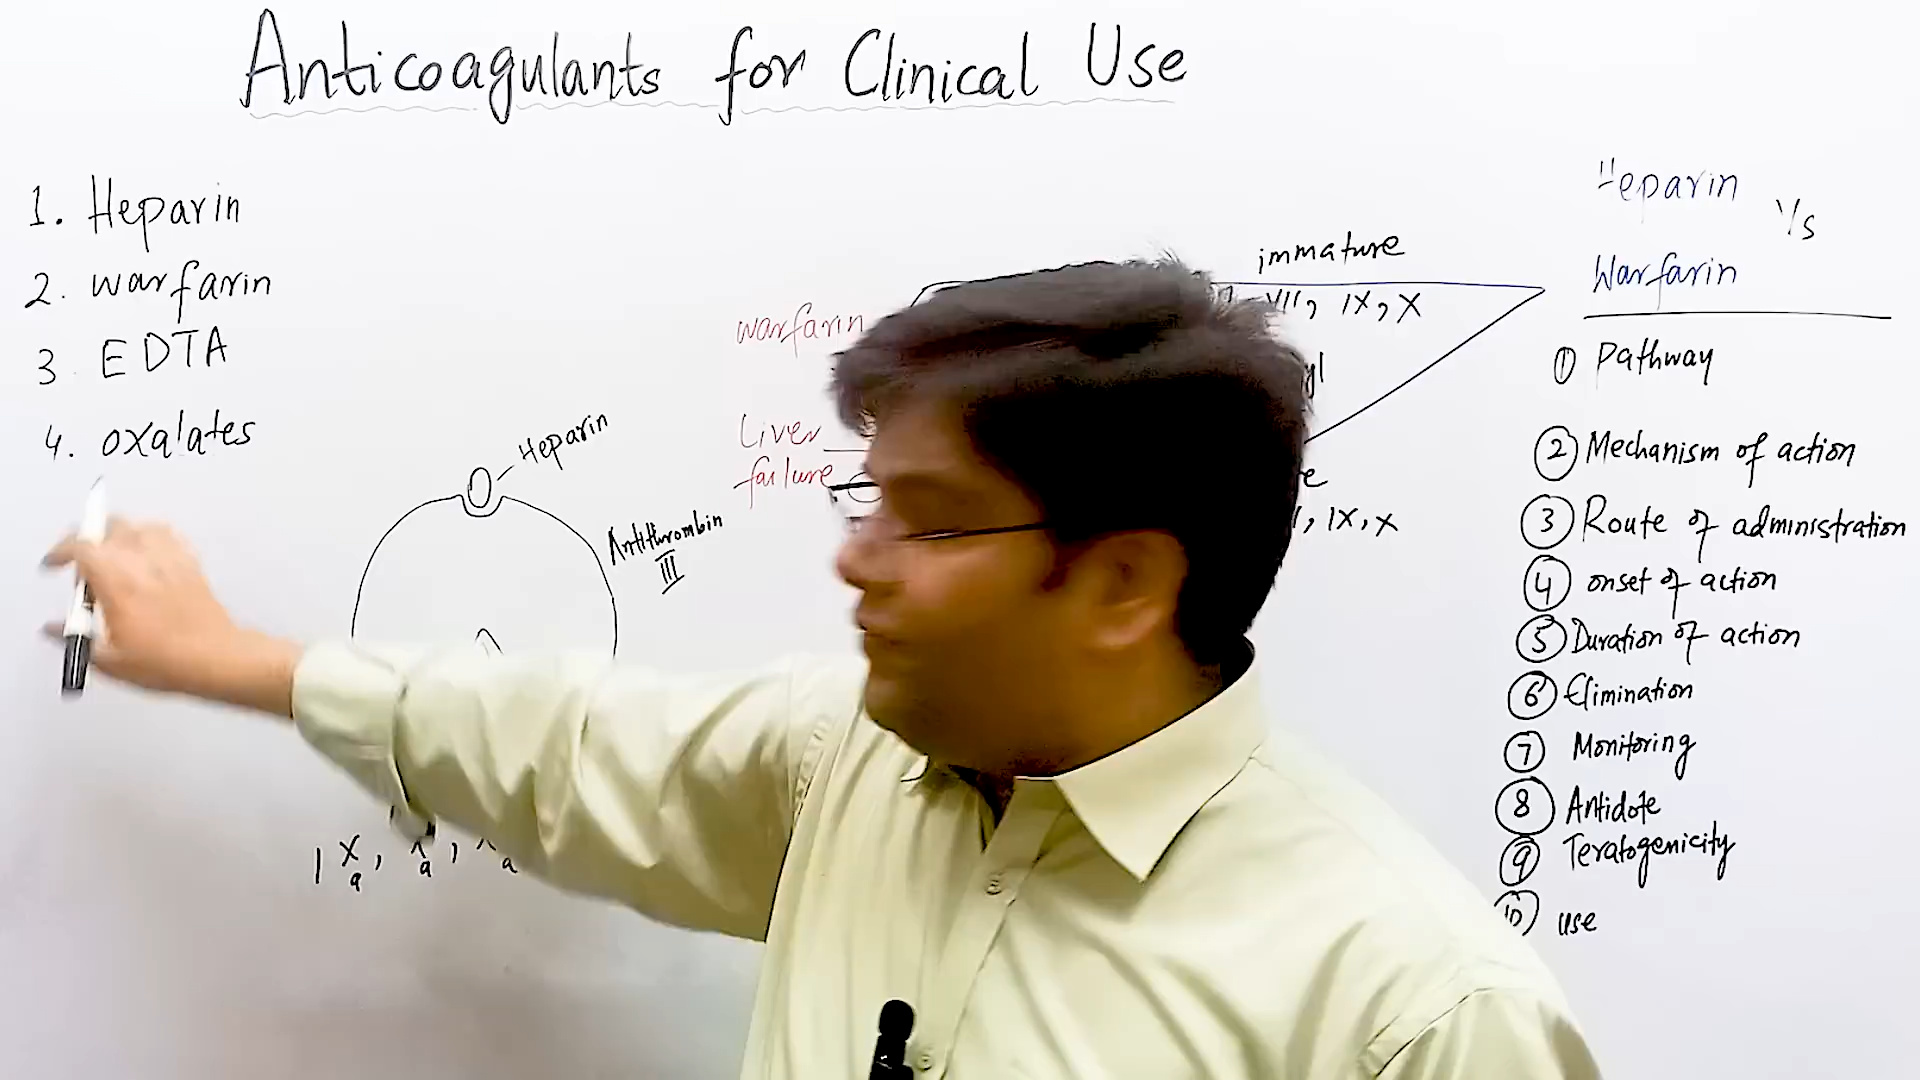 Anticoagulants for Clinical Use
1. Heparin
2. warfarin
3 EDTA
4. oxalates
Heparin
Antithrombin
III
warfarin
Liver
failure
immature
VII, IX, X
, IX, X
Heparin
V/s
Warfarin
① Pathway
② Mechanism of action
③ Route of administration
④ onset of action
⑤ Duration of action
⑥ Elimination
⑦ Monitoring
⑧ Antidote
⑨ Teratogenicity
⑩ use